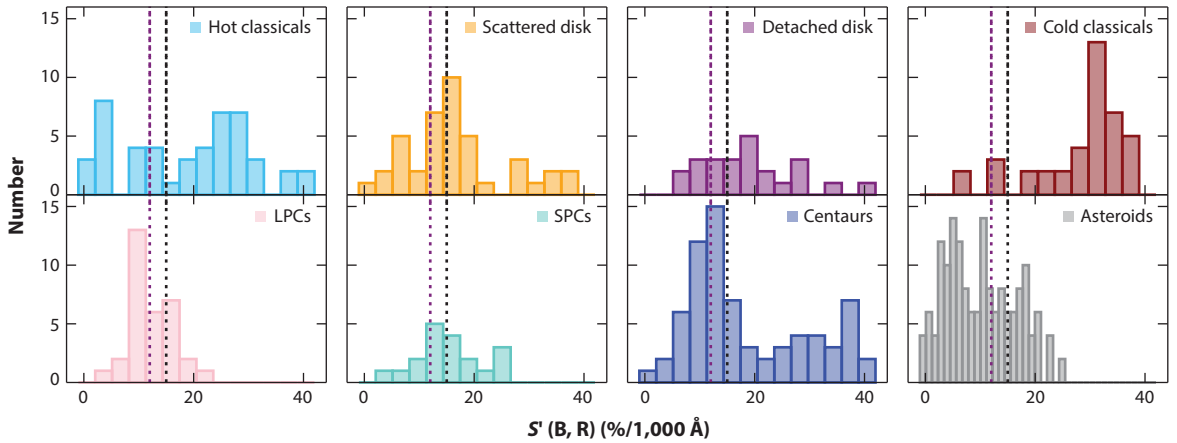 15
10
5
0
Hot classicals
Scattered disk
Detached disk
Cold classicals
Number
15
10
5
0
LPCs
SPCs
Centaurs
Asteroids
0 20 40 0 20 40 0 20 40 0 20 40
S' (B, R) (%/1,000 Å)